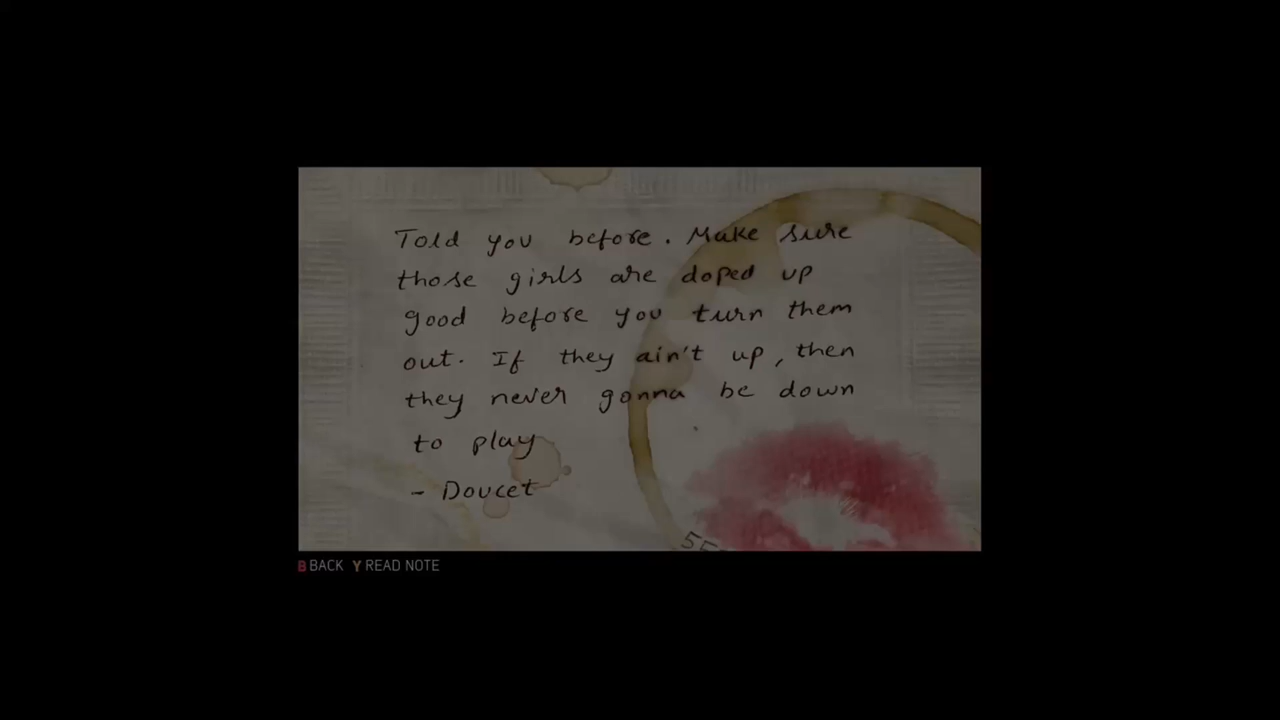 Told you before. Make sure
those girls are doped up
good before you turn them
out. If they ain't up, then
they never gonna be down
to play
- Doucet
B BACK Y READ NOTE